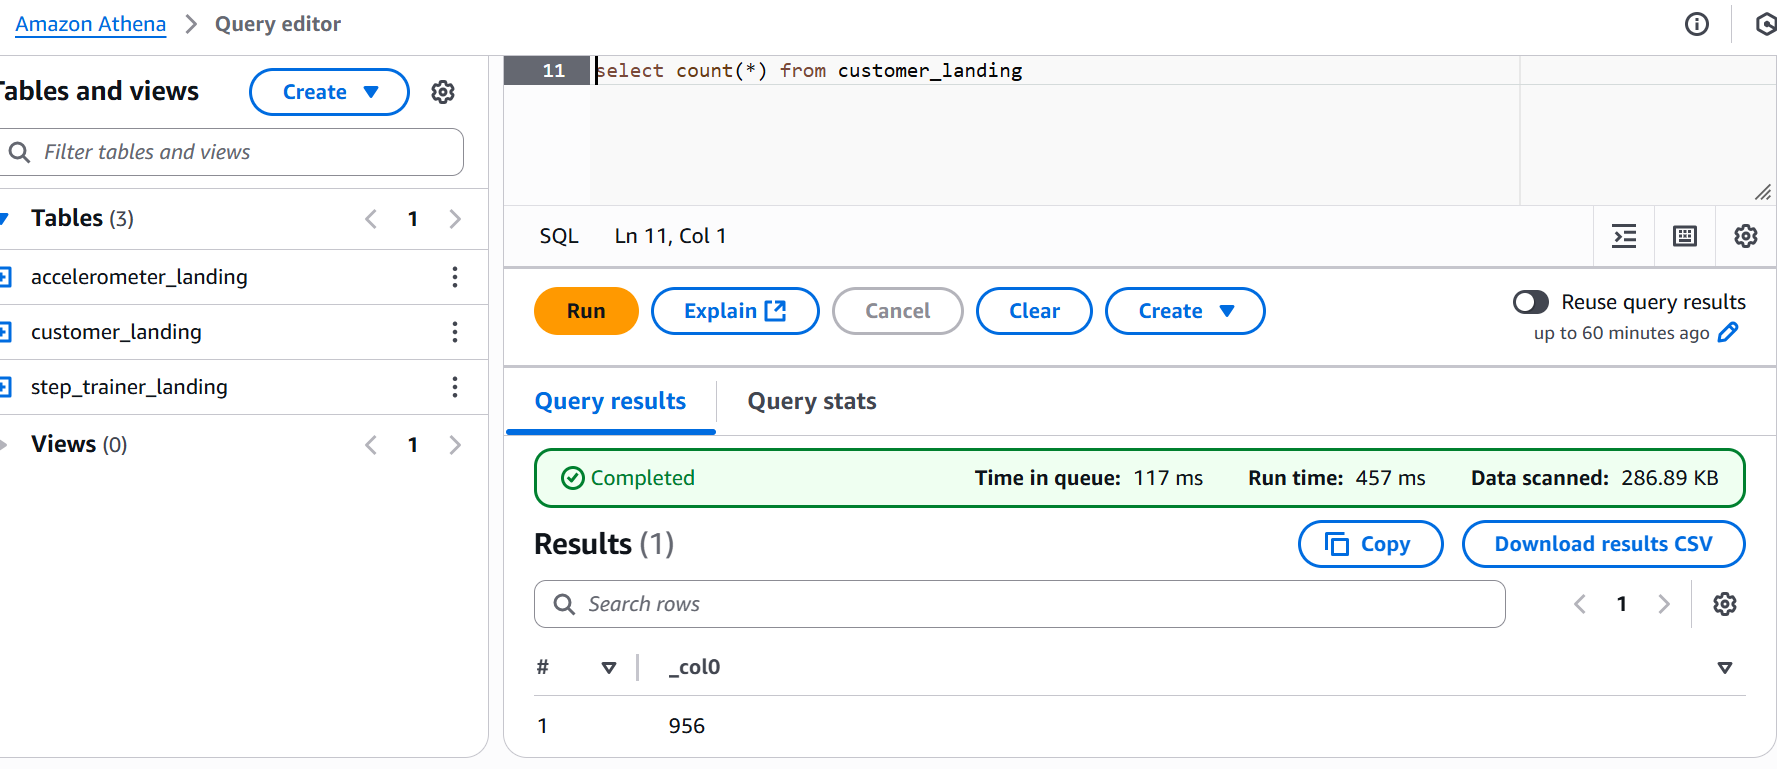 Amazon Athena > Query editor
Tables and views
Create
Filter tables and views
Tables (3)
1
accelerometer_landing
customer_landing
step_trainer_landing
Views (0)
1
11 select count(*) from customer_landing
SQL Ln 11, Col 1
Run Explain Cancel Clear Create
Reuse query results
up to 60 minutes ago
Query results Query stats
Completed Time in queue: 117 ms Run time: 457 ms Data scanned: 286.89 KB
Results (1)
Copy Download results CSV
Search rows
1
# _col0
1 956